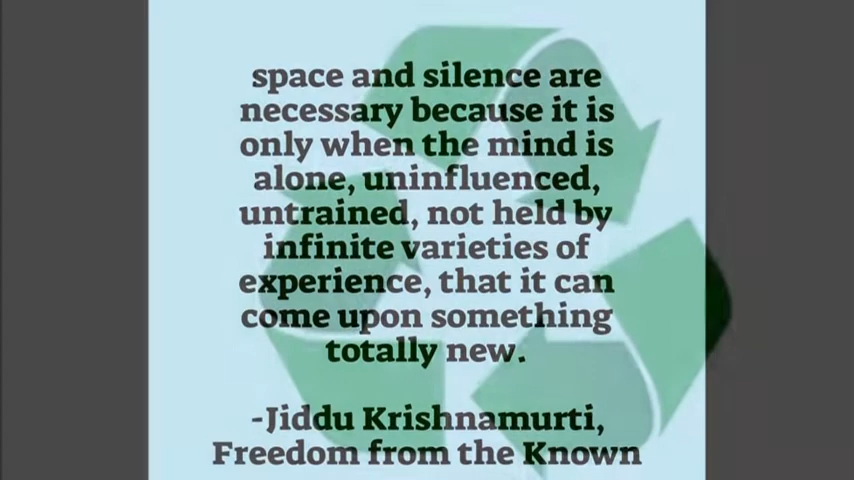 space and silence are
necessary because it is
only when the mind is
alone, uninfluenced,
untrained, not held by
infinite varieties of
experience, that it can
come upon something
totally new.
-Jiddu Krishnamurti,
Freedom from the Known